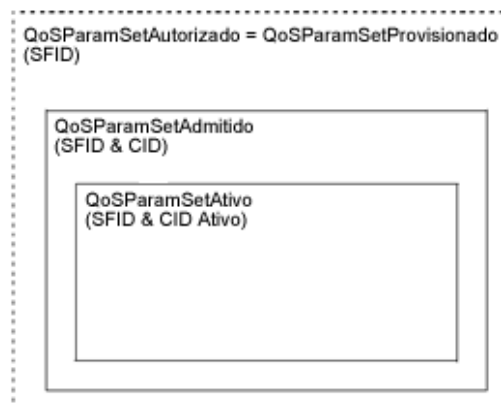 QoSParamSetAutorizado = QoSParamSetProvisionado
(SFID)
QoSParamSetAdmitido
(SFID & CID)
QoSParamSetAtivo
(SFID & CID Ativo)